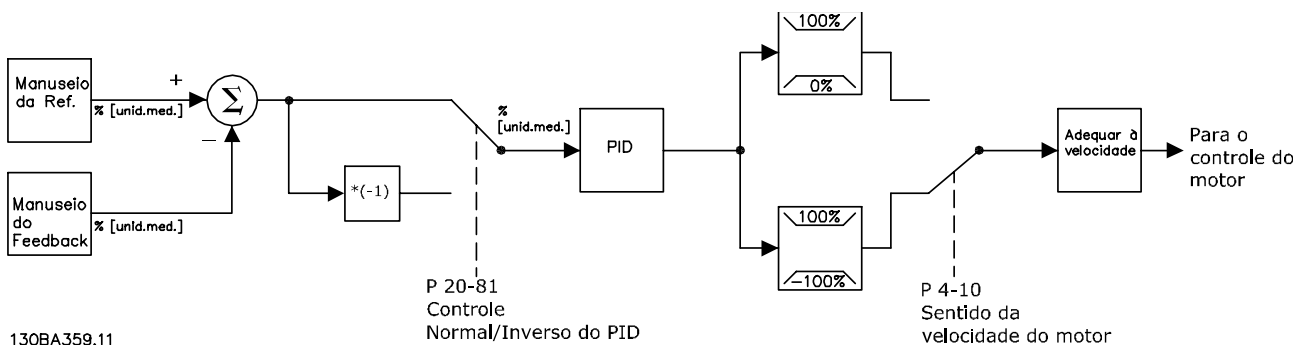 Manuseio
da Ref.
+
% [unid.med.]
Σ
−
Manuseio
do
Feedback
% [unid.med.]
*(-1)
%
[unid.med.]
PID
P 20-81
Controle
Normal/Inverso do PID
100%
0%
100%
-100%
P 4-10
Sentido da
velocidade do motor
Adequar à
velocidade
Para o
controle do
motor
130BA359.11